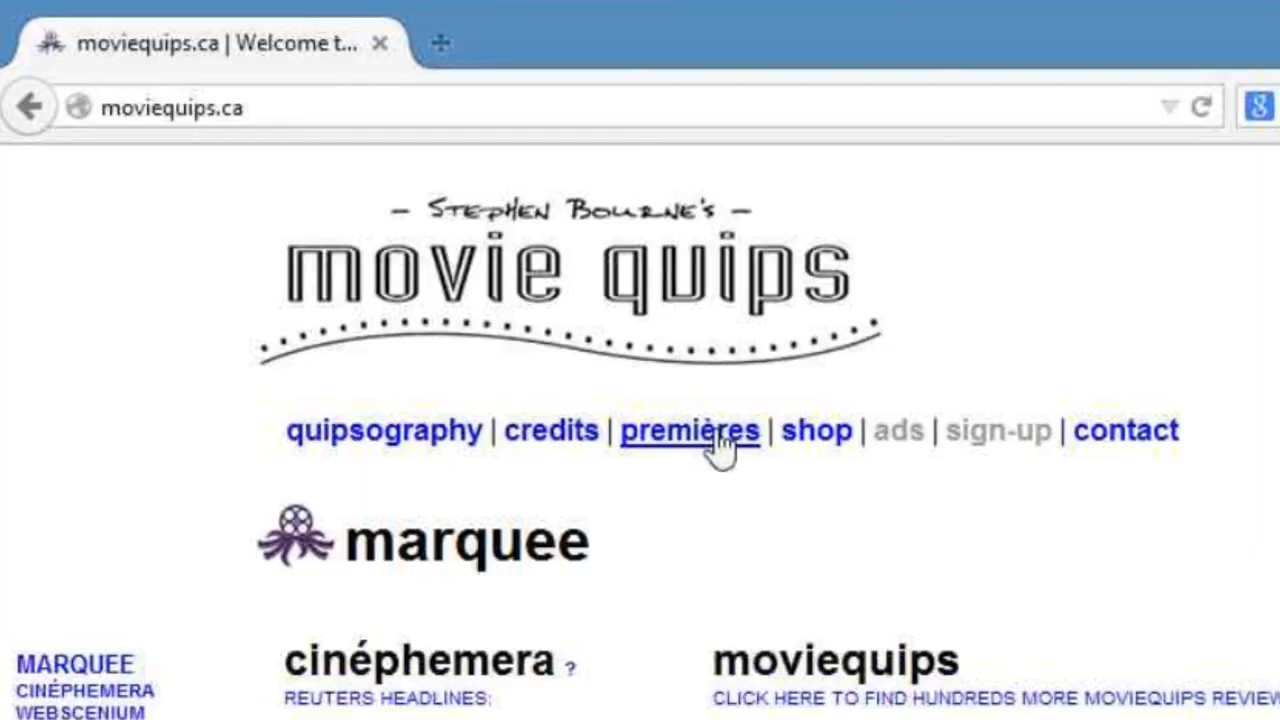 moviequips.ca | Welcome t...
moviequips.ca
8
– STEPHEN BOURNE'S –
movie quips
quipsography | credits | premières | shop | ads | sign-up | contact
marquee
MARQUEE
CINÉPHEMERA
WEBSCENIUM
cinéphemera ?
REUTERS HEADLINES:
moviequips
CLICK HERE TO FIND HUNDREDS MORE MOVIEQUIPS REVIEW